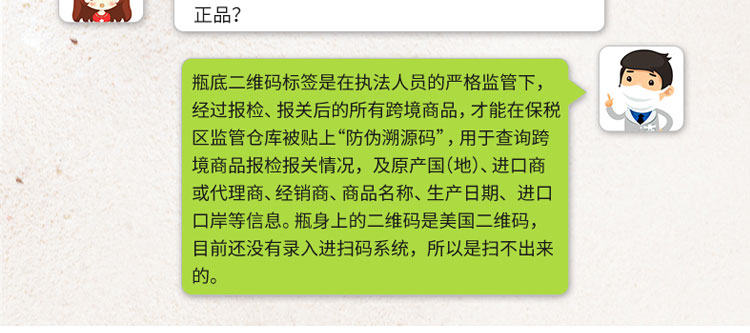 正品？
瓶底二维码标签是在执法人员的严格监管下，
经过报检、报关后的所有跨境商品，才能在保税
区监管仓库被贴上“防伪溯源码”，用于查询跨
境商品报检报关情况，及原产国（地）、进口商
或代理商、经销商、商品名称、生产日期、进口
口岸等信息。瓶身上的二维码是美国二维码，
目前还没有录入进扫码系统，所以是扫不出来
的。